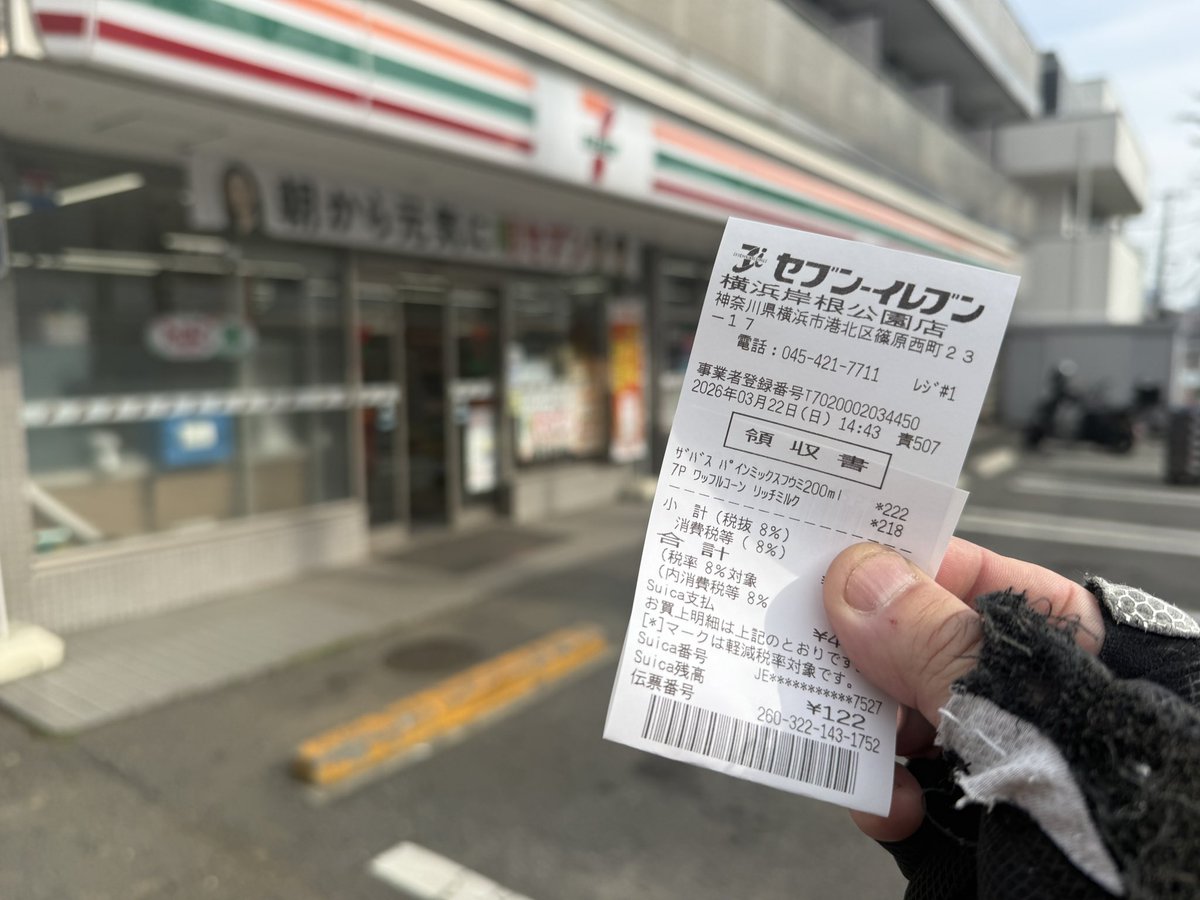 朝から元気に
セブン-イレブン
横浜岸根公園店
神奈川県横浜市港北区篠原西町23
-17
電話：045-421-7711 レジ#1
事業者登録番号T7020002034450
2026年03月22日(日) 14:43 責507
領収書
ｻﾞﾊﾞｽ ﾊﾟｲﾝﾐｯｸｽﾌｳﾐ200ml *222
7P ﾜｯﾌﾙｺｰﾝ ﾘｯﾁﾐﾙｸ *218
小 計(税抜 8%)
消費税等( 8%)
合 計
(税率 8%対象
(内消費税等 8%
Suica支払
お買上明細は上記のとおりです。
[*]マークは軽減税率対象です。
Suica番号 JE***********7527
Suica残高 ¥122
伝票番号 260-322-143-1752